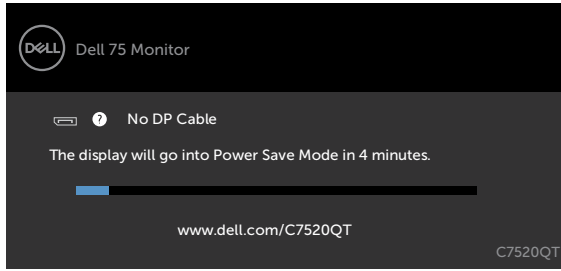 DELL
Dell 75 Monitor
? No DP Cable
The display will go into Power Save Mode in 4 minutes.
www.dell.com/C7520QT
C7520QT